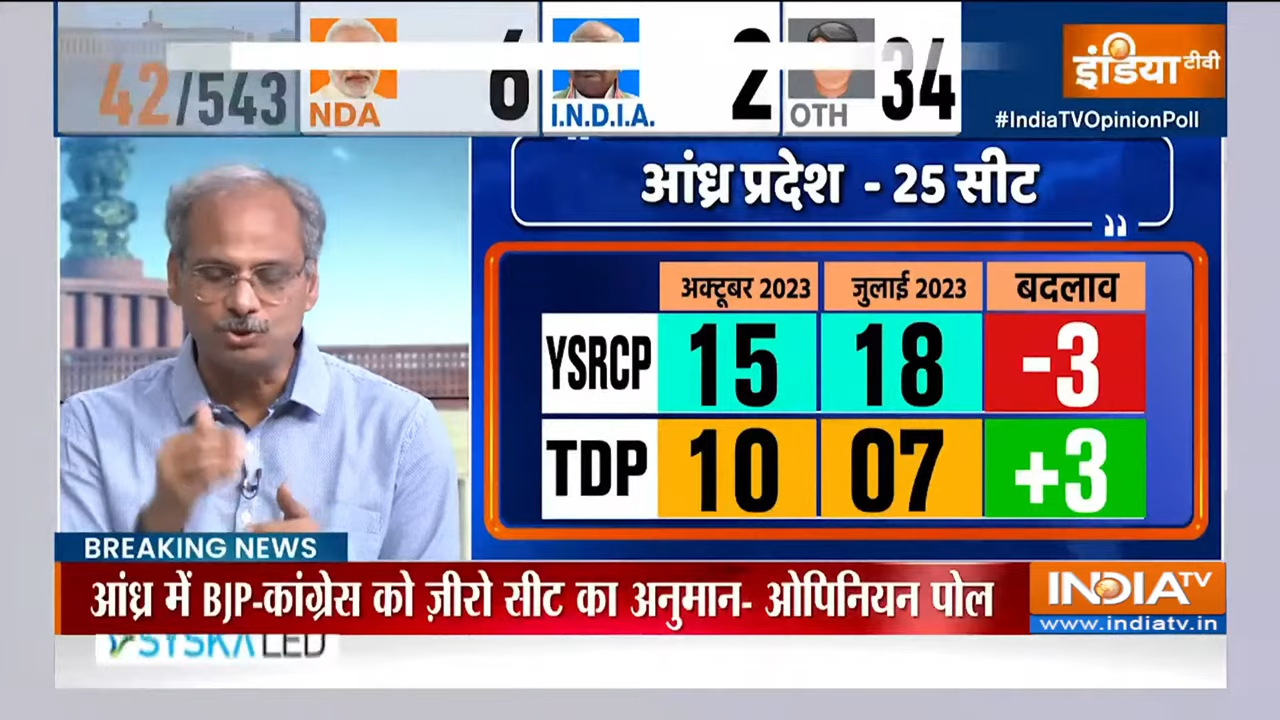 42/543
NDA 6
I.N.D.I.A. 2
OTH 34
इंडिया टीवी
#IndiaTVOpinionPoll
आंध्र प्रदेश - 25 सीट
अक्टूबर 2023 जुलाई 2023 बदलाव
YSRCP 15 18 -3
TDP 10 07 +3
BREAKING NEWS
आंध्र में BJP-कांग्रेस को ज़ीरो सीट का अनुमान- ओपिनियन पोल
INDIA TV
www.indiatv.in
SYSKA LED